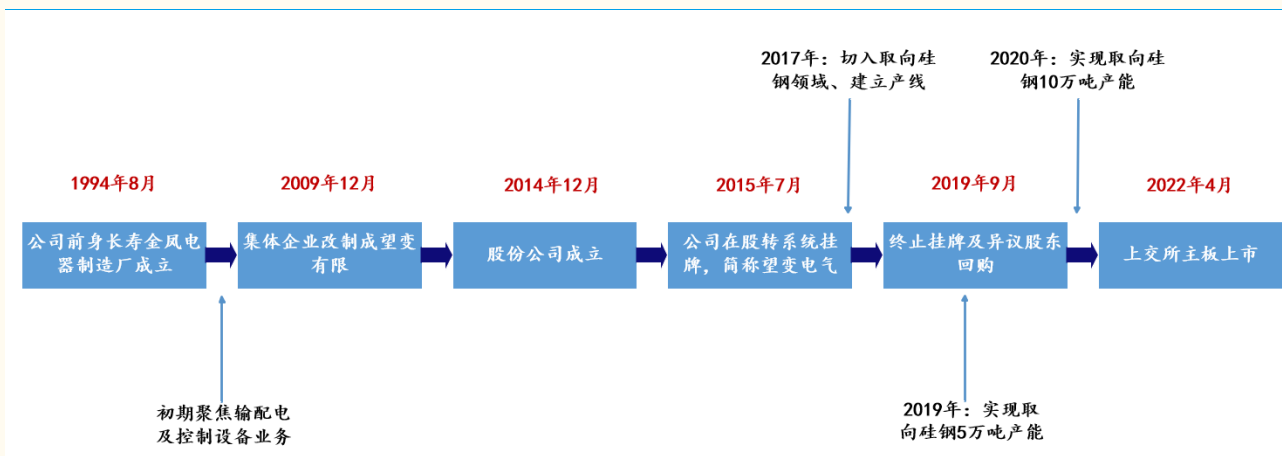 2017年：切入取向硅
钢领域、建立产线
2020年：实现取向硅
钢10万吨产能
1994年8月
2009年12月
2014年12月
2015年7月
2019年9月
2022年4月
公司前身长寿金凤电
器制造厂成立
集体企业改制成望变
有限
股份公司成立
公司在股转系统挂
牌，简称望变电气
终止挂牌及异议股东
回购
上交所主板上市
初期聚焦输配电
及控制设备业务
2019年：实现取
向硅钢5万吨产能